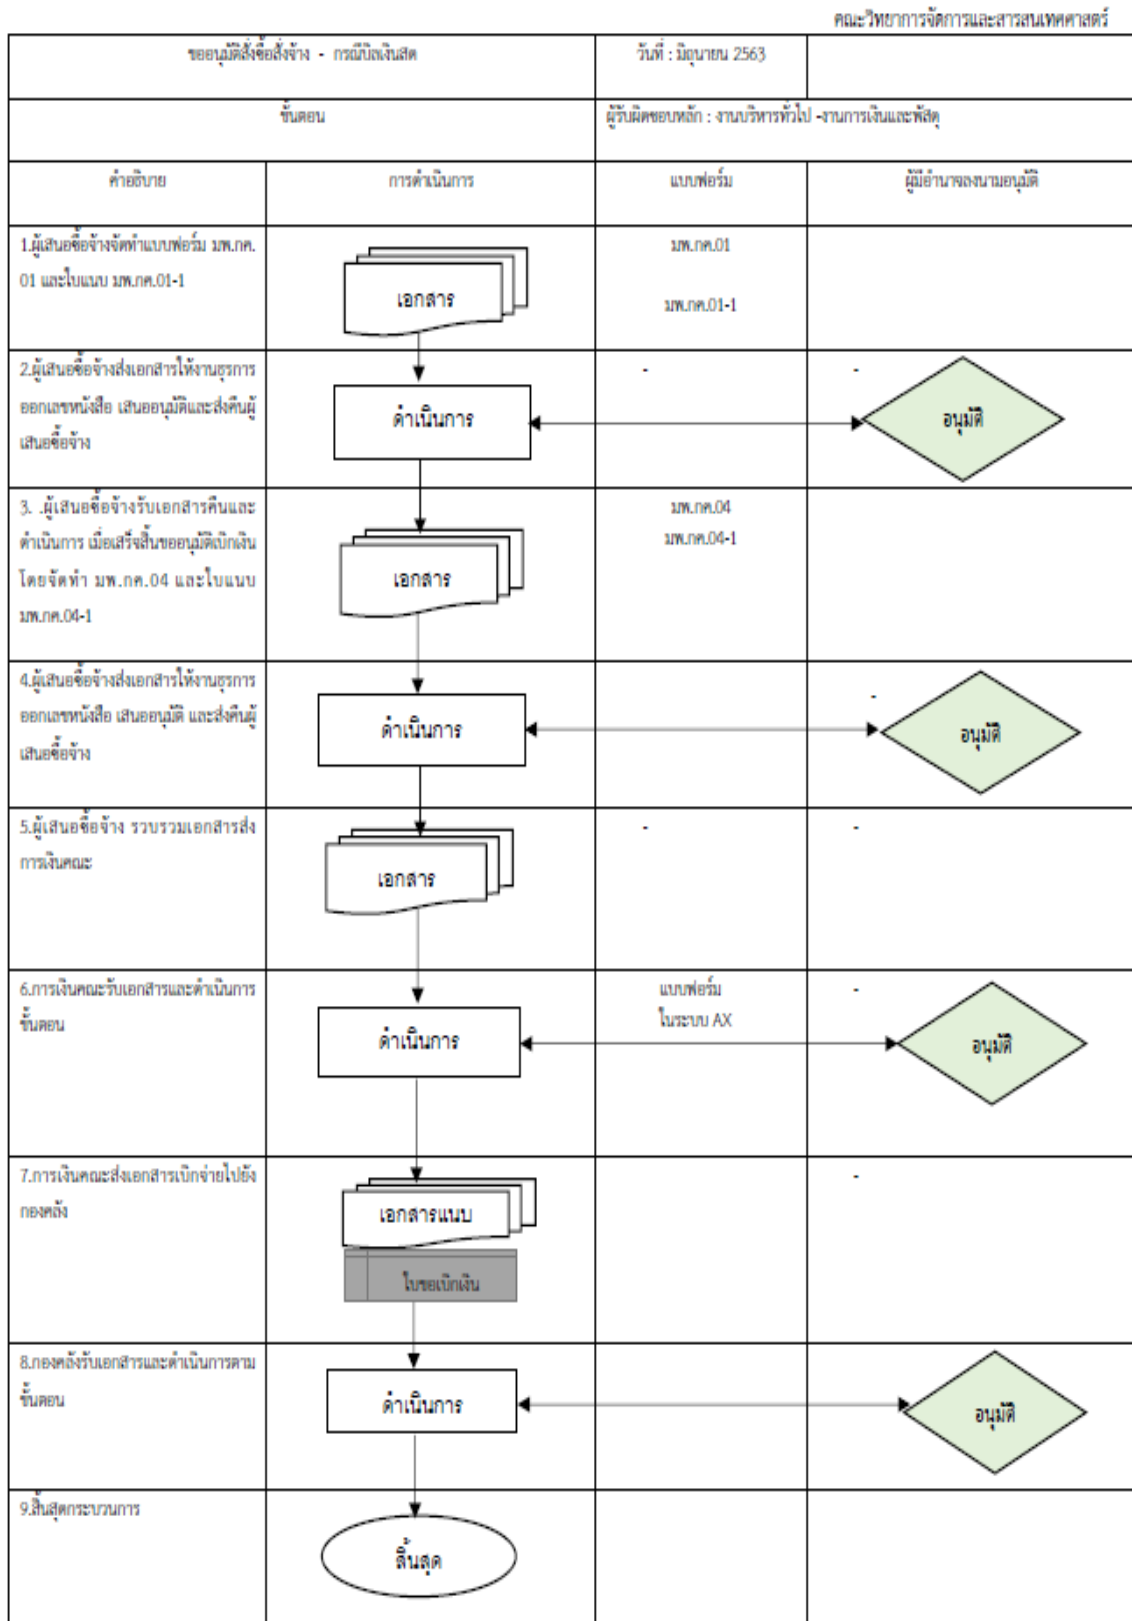 คณะวิทยาการจัดการและสารสนเทศศาสตร์
ขออนุมัติสั่งซื้อสั่งจ้าง - กรณีบิลเงินสด
วันที่ : มิถุนายน 2563
ขั้นตอน
ผู้รับผิดชอบหลัก : งานบริหารทั่วไป -งานการเงินและพัสดุ
คำอธิบาย
การดำเนินการ
แบบฟอร์ม
ผู้มีอำนาจลงนามอนุมัติ
1.ผู้เสนอซื้อจ้างจัดทำแบบฟอร์ม มพ.กค.
01 และใบแนบ มพ.กค.01-1
เอกสาร
มพ.กค.01
มพ.กค.01-1
2.ผู้เสนอซื้อจ้างส่งเอกสารให้งานธุรการ
ออกเลขหนังสือ เสนออนุมัติและส่งคืนผู้
เสนอซื้อจ้าง
ดำเนินการ
-
-
อนุมัติ
3. .ผู้เสนอซื้อจ้างรับเอกสารคืนและ
ดำเนินการ เมื่อเสร็จสิ้นขออนุมัติเบิกเงิน
โดยจัดทำ มพ.กค.04 และใบแนบ
มพ.กค.04-1
เอกสาร
มพ.กค.04
มพ.กค.04-1
4.ผู้เสนอซื้อจ้างส่งเอกสารให้งานธุรการ
ออกเลขหนังสือ เสนออนุมัติ และส่งคืนผู้
เสนอซื้อจ้าง
ดำเนินการ
-
อนุมัติ
5.ผู้เสนอซื้อจ้าง รวบรวมเอกสารส่ง
การเงินคณะ
เอกสาร
-
-
6.การเงินคณะรับเอกสารและดำเนินการ
ขั้นตอน
ดำเนินการ
แบบฟอร์ม
ในระบบ AX
-
อนุมัติ
7.การเงินคณะส่งเอกสารเบิกจ่ายไปยัง
กองคลัง
เอกสารแนบ
ใบขอเบิกเงิน
-
8.กองคลังรับเอกสารและดำเนินการตาม
ขั้นตอน
ดำเนินการ
อนุมัติ
9.สิ้นสุดกระบวนการ
สิ้นสุด